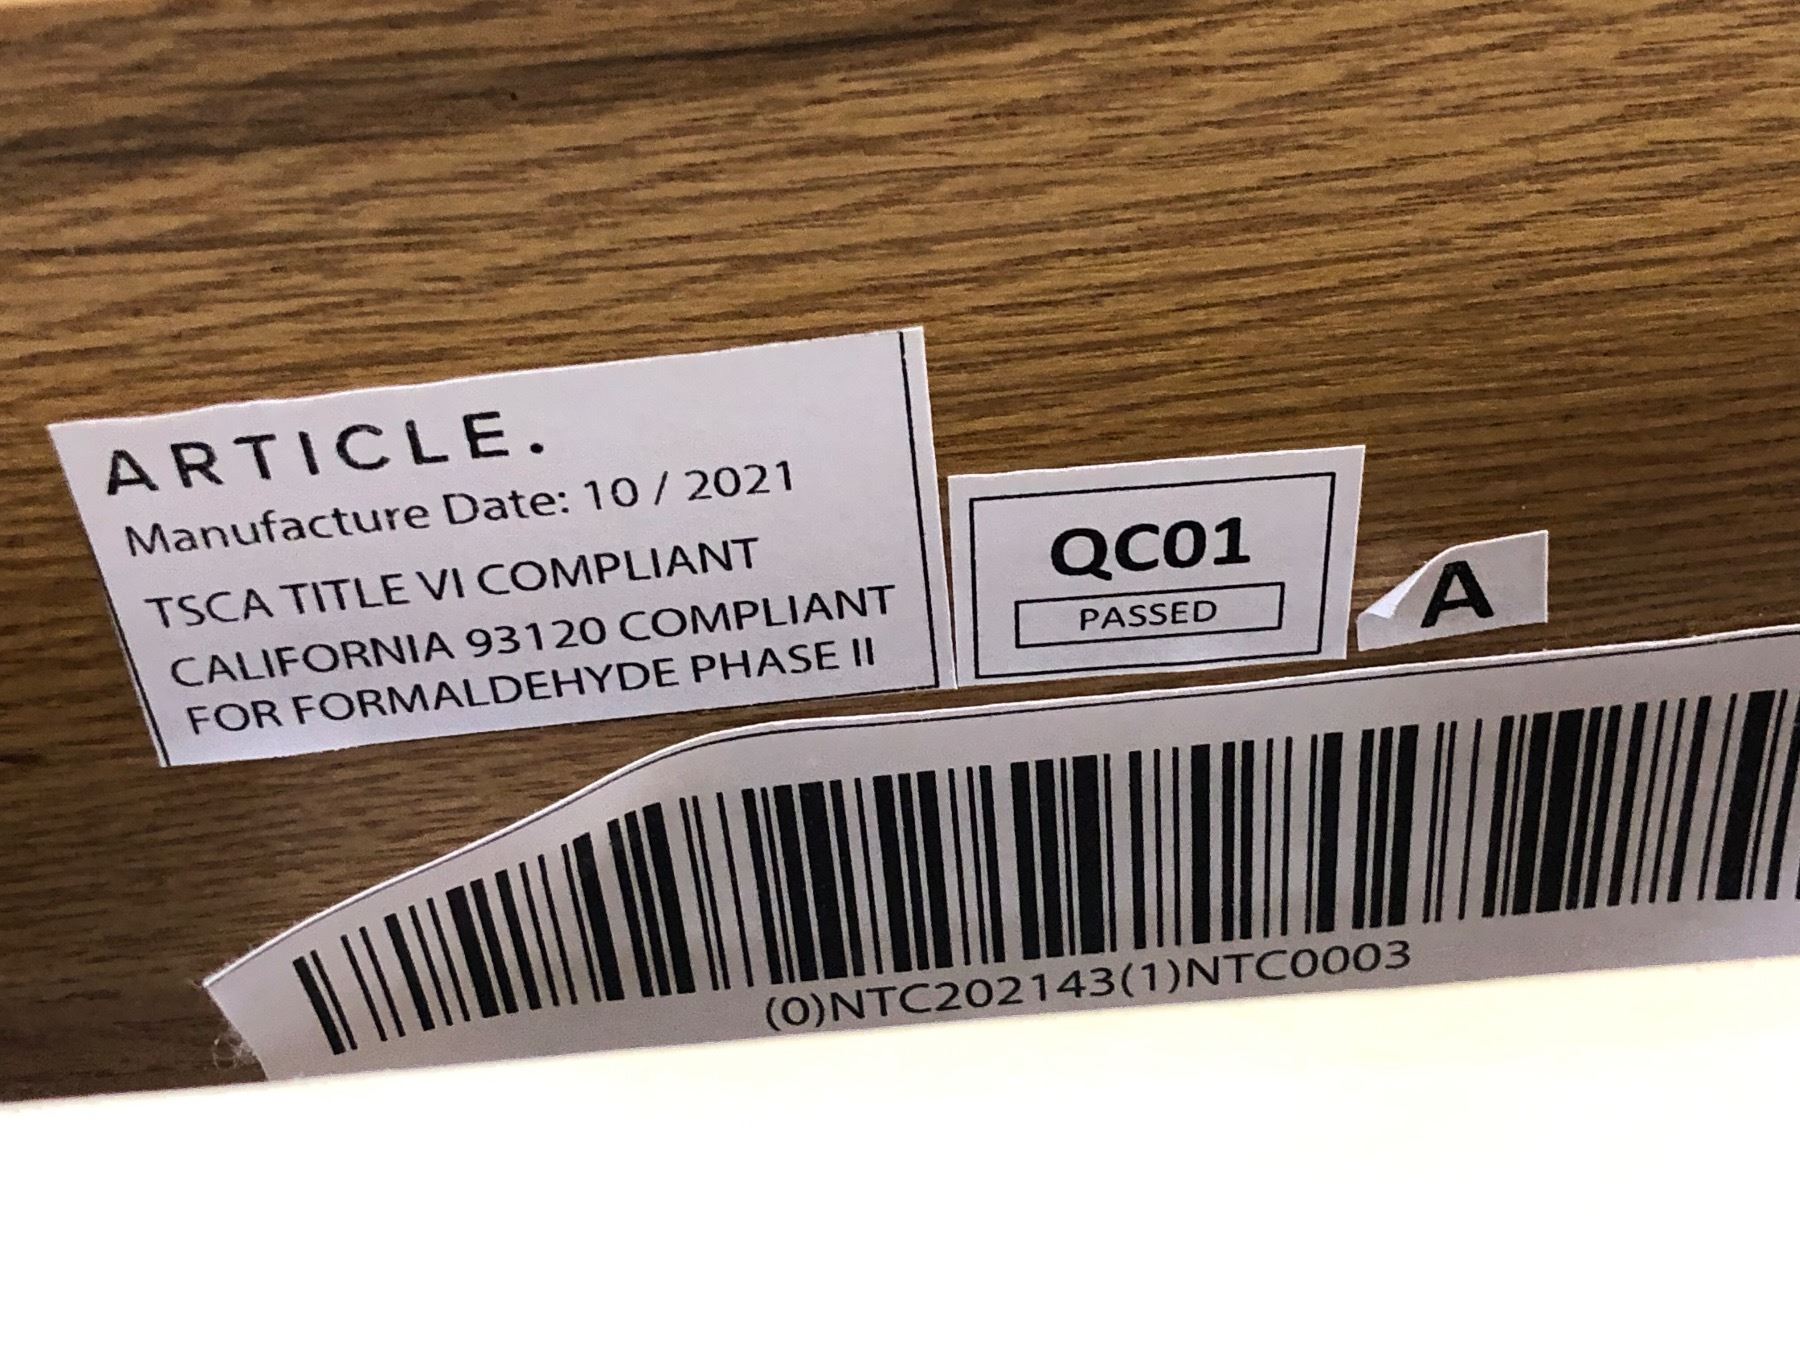 ARTICLE.
Manufacture Date: 10 / 2021
TSCA TITLE VI COMPLIANT
CALIFORNIA 93120 COMPLIANT
FOR FORMALDEHYDE PHASE II
QC01
PASSED
A
(0)NTC202143(1)NTC0003